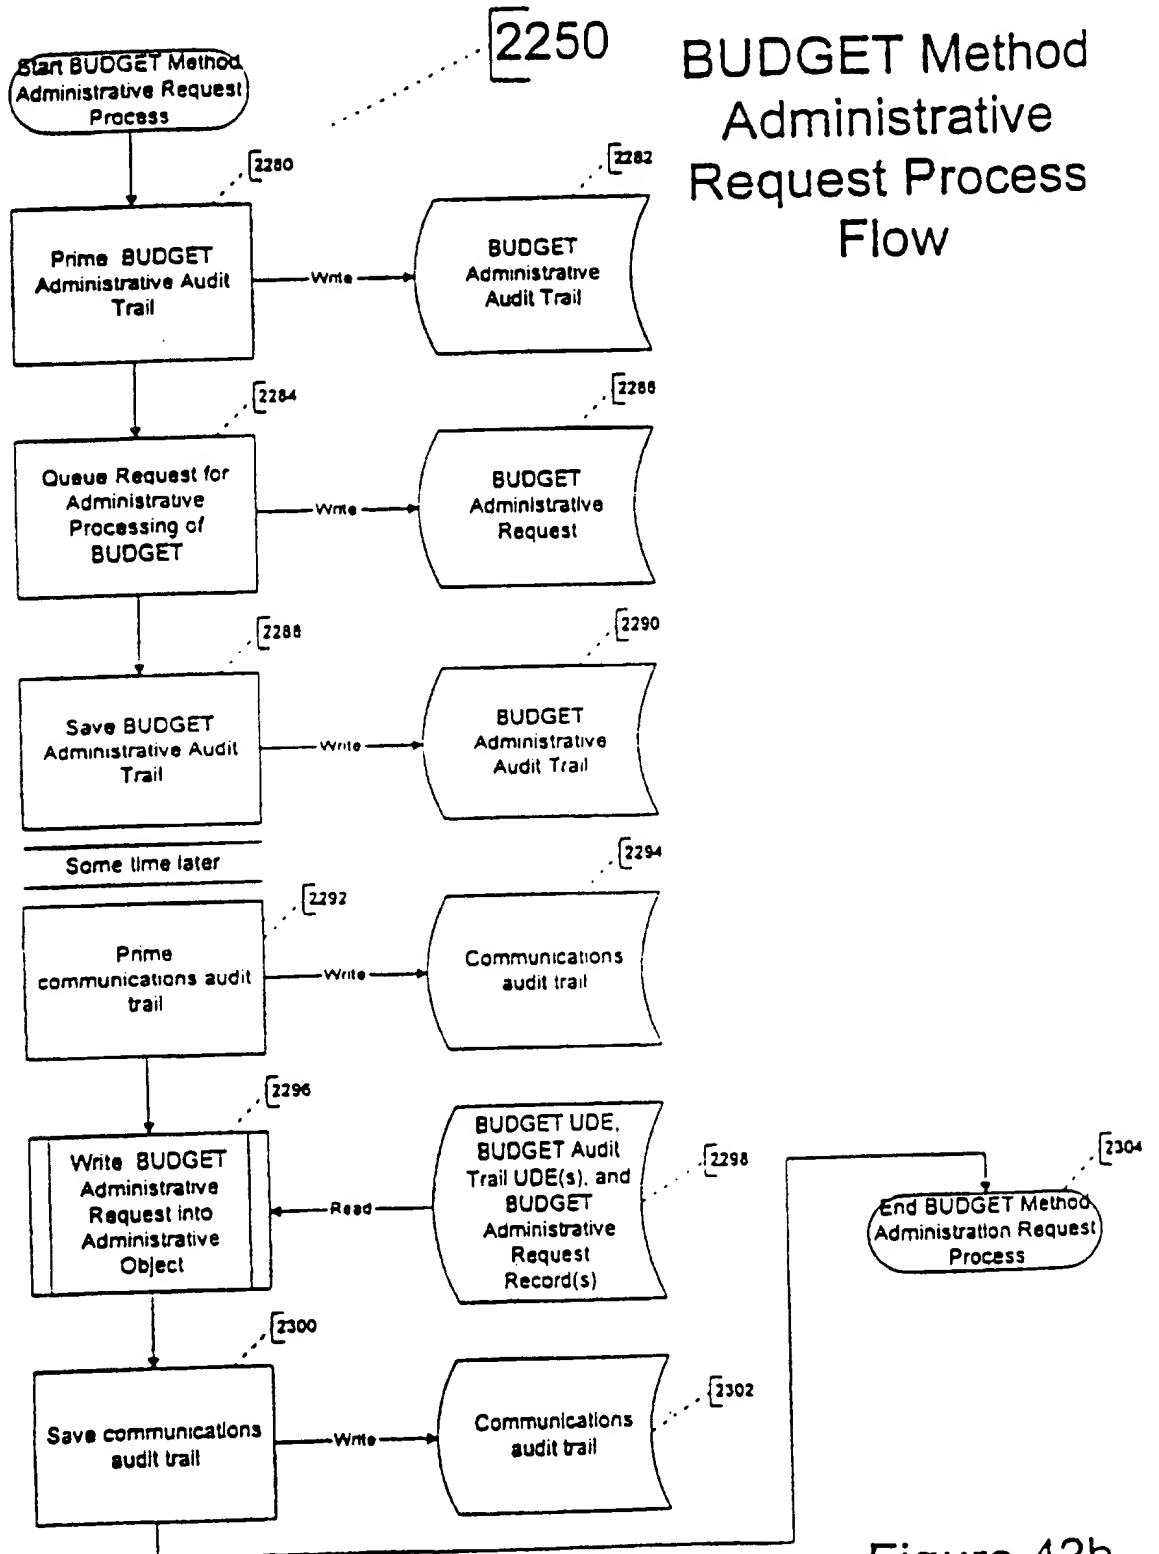 2250
BUDGET Method
Administrative
Request Process
Flow
Start BUDGET Method
Administrative Request
Process
2280
2282
Prime BUDGET
Administrative Audit
Trail
Write
BUDGET
Administrative
Audit Trail
2284
2286
Queue Request for
Administrative
Processing of
BUDGET
Write
BUDGET
Administrative
Request
2288
2290
Save BUDGET
Administrative Audit
Trail
Write
BUDGET
Administrative
Audit Trail
Some time later
2292
2294
Prime
communications audit
trail
Write
Communications
audit trail
2296
2298
Write BUDGET
Administrative
Request into
Administrative
Object
Read
BUDGET UDE,
BUDGET Audit
Trail UDE(s), and
BUDGET
Administrative
Request
Record(s)
2304
End BUDGET Method
Administration Request
Process
2300
2302
Save communications
audit trail
Write
Communications
audit trail